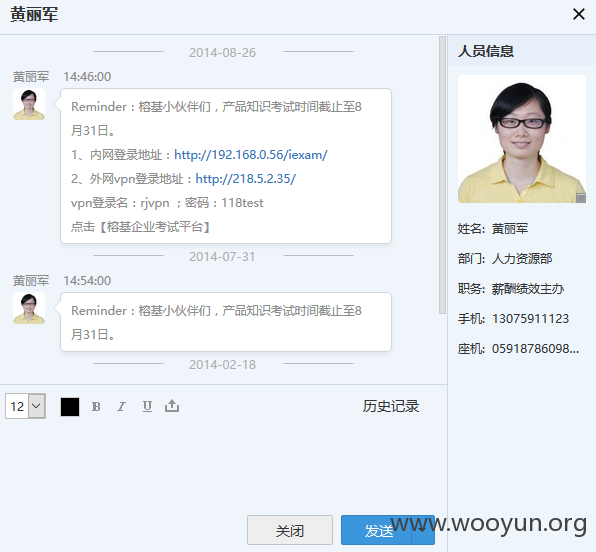 黄丽军
2014-08-26
黄丽军 14:46:00
Reminder：榕基小伙伴们，产品知识考试时间截止至8
月31日。
1、内网登录地址：http://192.168.0.56/iexam/
2、外网vpn登录地址：http://218.5.2.35/
vpn登录名：rjvpn ；密码：118test
点击【榕基企业考试平台】
2014-07-31
黄丽军 14:54:00
Reminder：榕基小伙伴们，产品知识考试时间截止至8
月31日。
2014-02-18
12 B I U 历史记录
关闭 发送
人员信息
姓名: 黄丽军
部门: 人力资源部
职务: 薪酬绩效主办
手机: 13075911123
座机: 05918786098...
www.wooyun.org